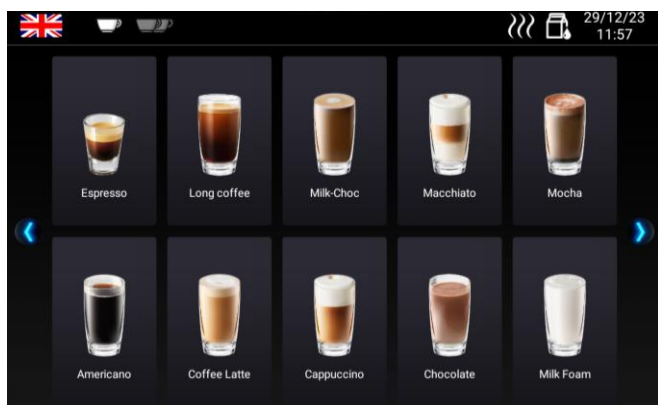 29/12/23
11:57
Espresso
Long coffee
Milk-Choc
Macchiato
Mocha
Americano
Coffee Latte
Cappuccino
Chocolate
Milk Foam